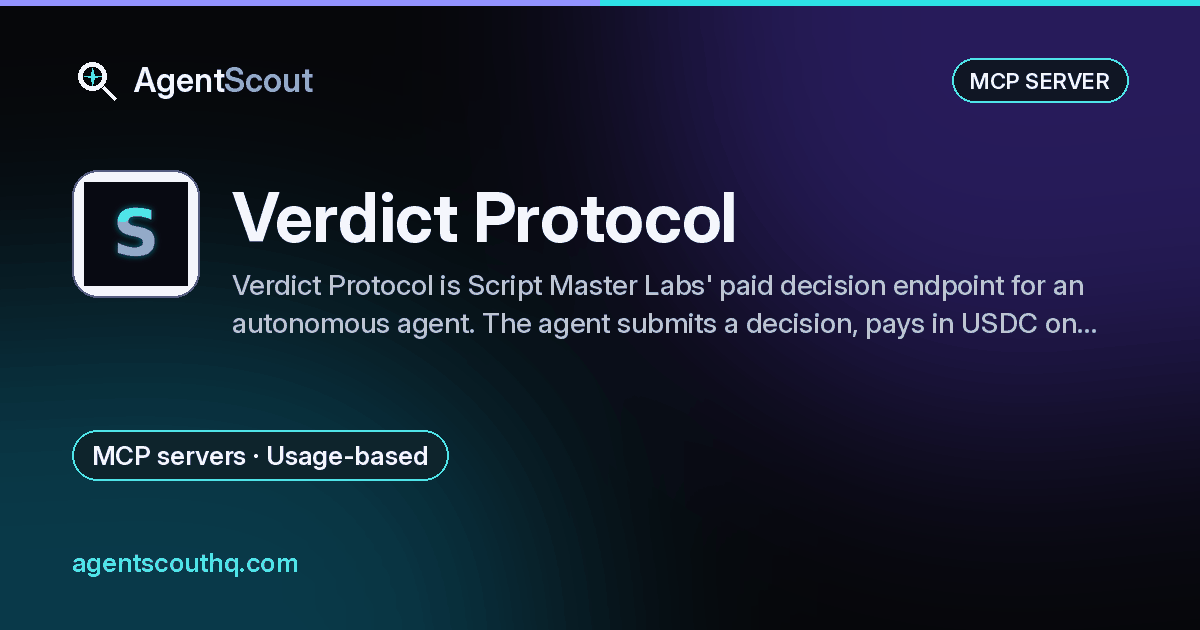 AgentScout
MCP SERVER
S
Verdict Protocol
Verdict Protocol is Script Master Labs' paid decision endpoint for an
autonomous agent. The agent submits a decision, pays in USDC on...
MCP servers · Usage-based
agentscouthq.com